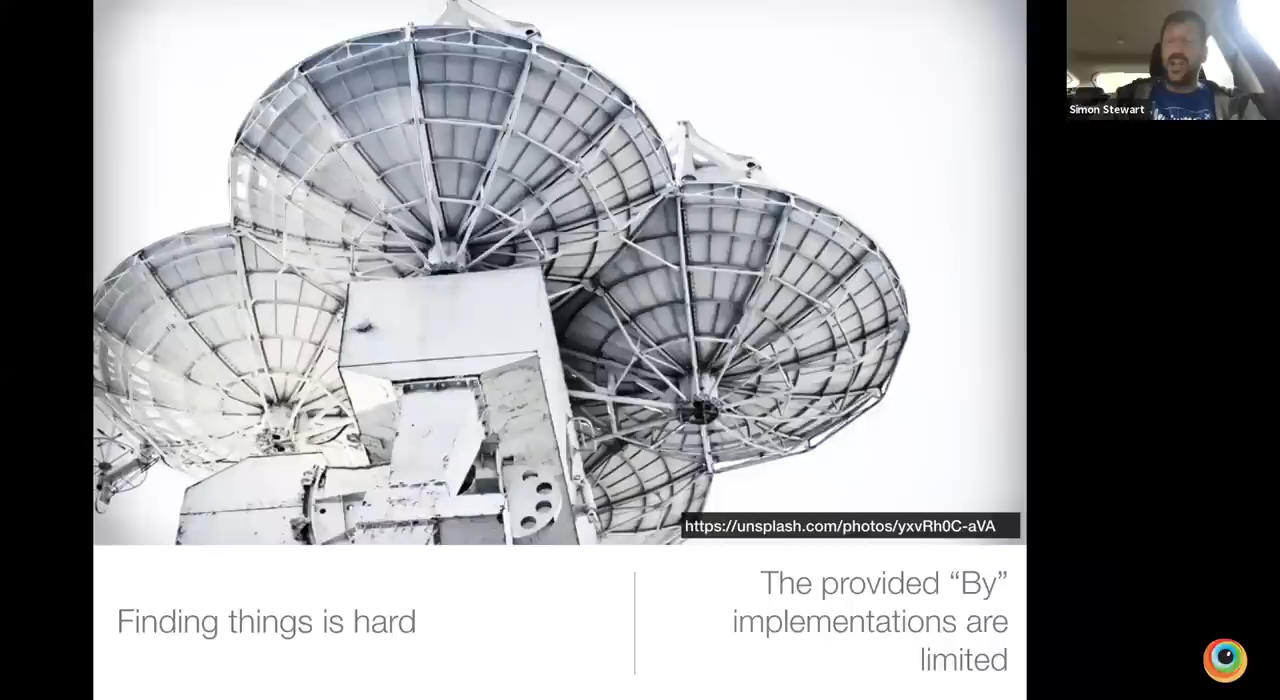 Simon Stewart
https://unsplash.com/photos/yxvRh0C-aVA
Finding things is hard
The provided “By”
implementations are
limited